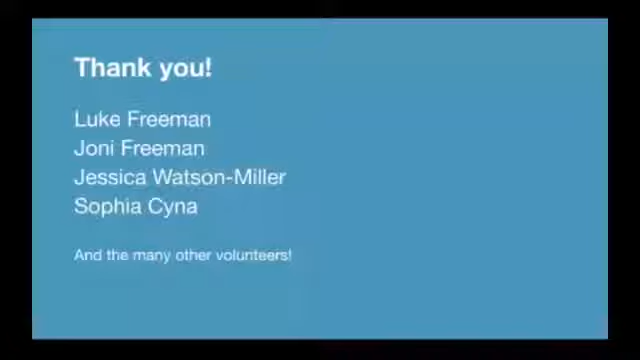 Thank you!
Luke Freeman
Joni Freeman
Jessica Watson-Miller
Sophia Cyna
And the many other volunteers!